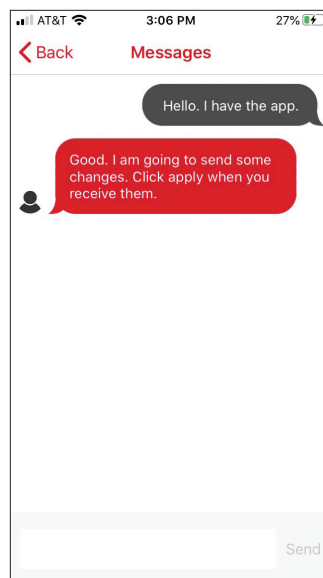 AT&T 3:06 PM 27%
Back Messages
Hello. I have the app.
Good. I am going to send some
changes. Click apply when you
receive them.
Send